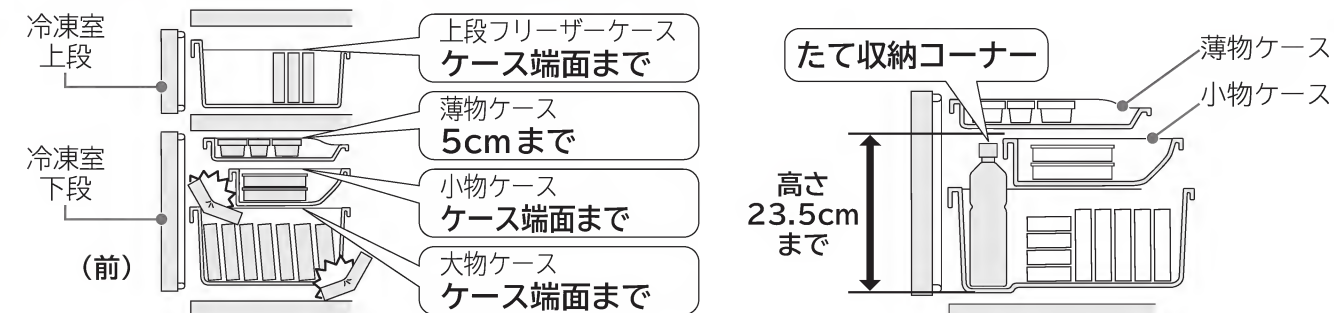 冷凍室
上段
上段フリーザーケース
ケース端面まで
薄物ケース
5cmまで
冷凍室
下段
小物ケース
ケース端面まで
(前)
大物ケース
ケース端面まで
たて収納コーナー
薄物ケース
小物ケース
高さ
23.5cm
まで